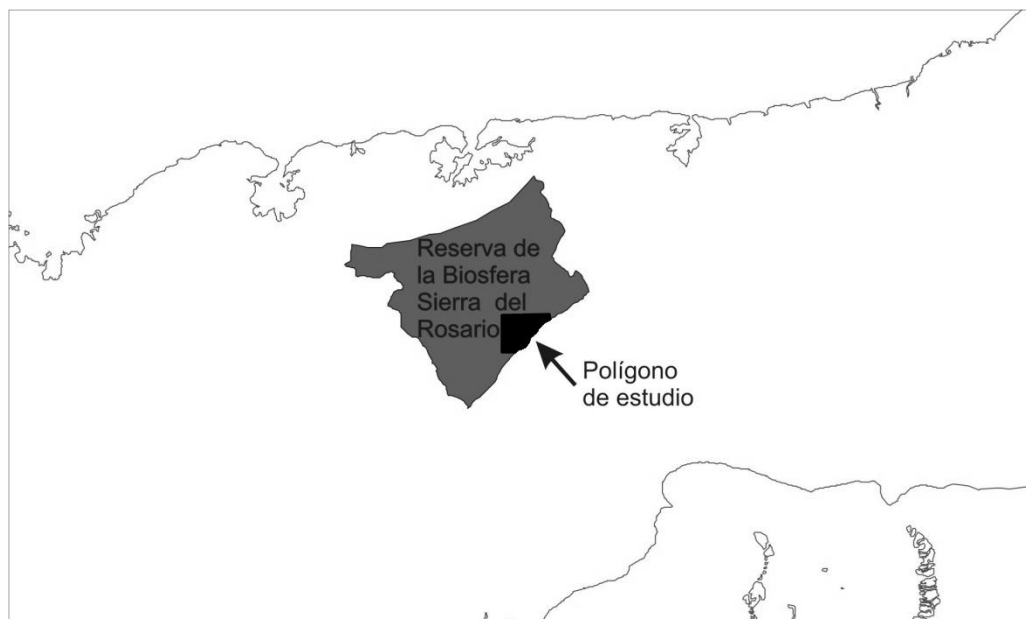 Reserva de
la Biosfera
Sierra del
Rosario
Polígono
de estudio